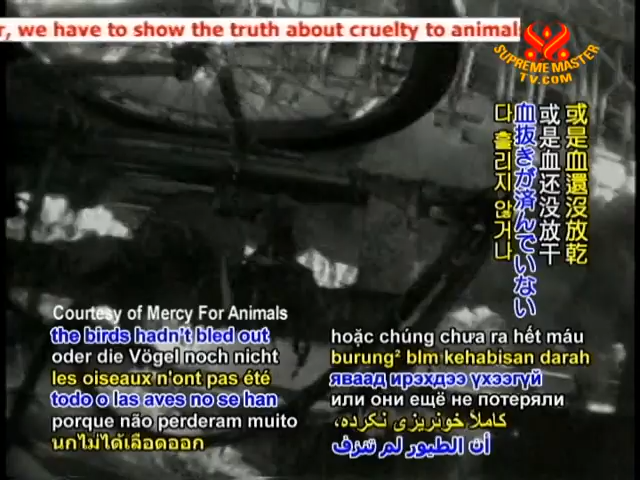 r, we have to show the truth about cruelty to animal
SUPREME MASTER
TV.COM
或是血還沒放乾
或是血还没放干
血抜きが済んでいない
다 흘리지 않거나
Courtesy of Mercy For Animals
the birds hadn't bled out
oder die Vögel noch nicht
les oiseaux n'ont pas été
todo o las aves no se han
porque não perderam muito
นกไม่ได้เลือดออก
hoặc chúng chưa ra hết máu
burung² blm kehabisan darah
яваад ирэхдээ үхээгүй
или они ещё не потеряли
کاملاً خونریزی نکرده،
أن الطيور لم تنزف